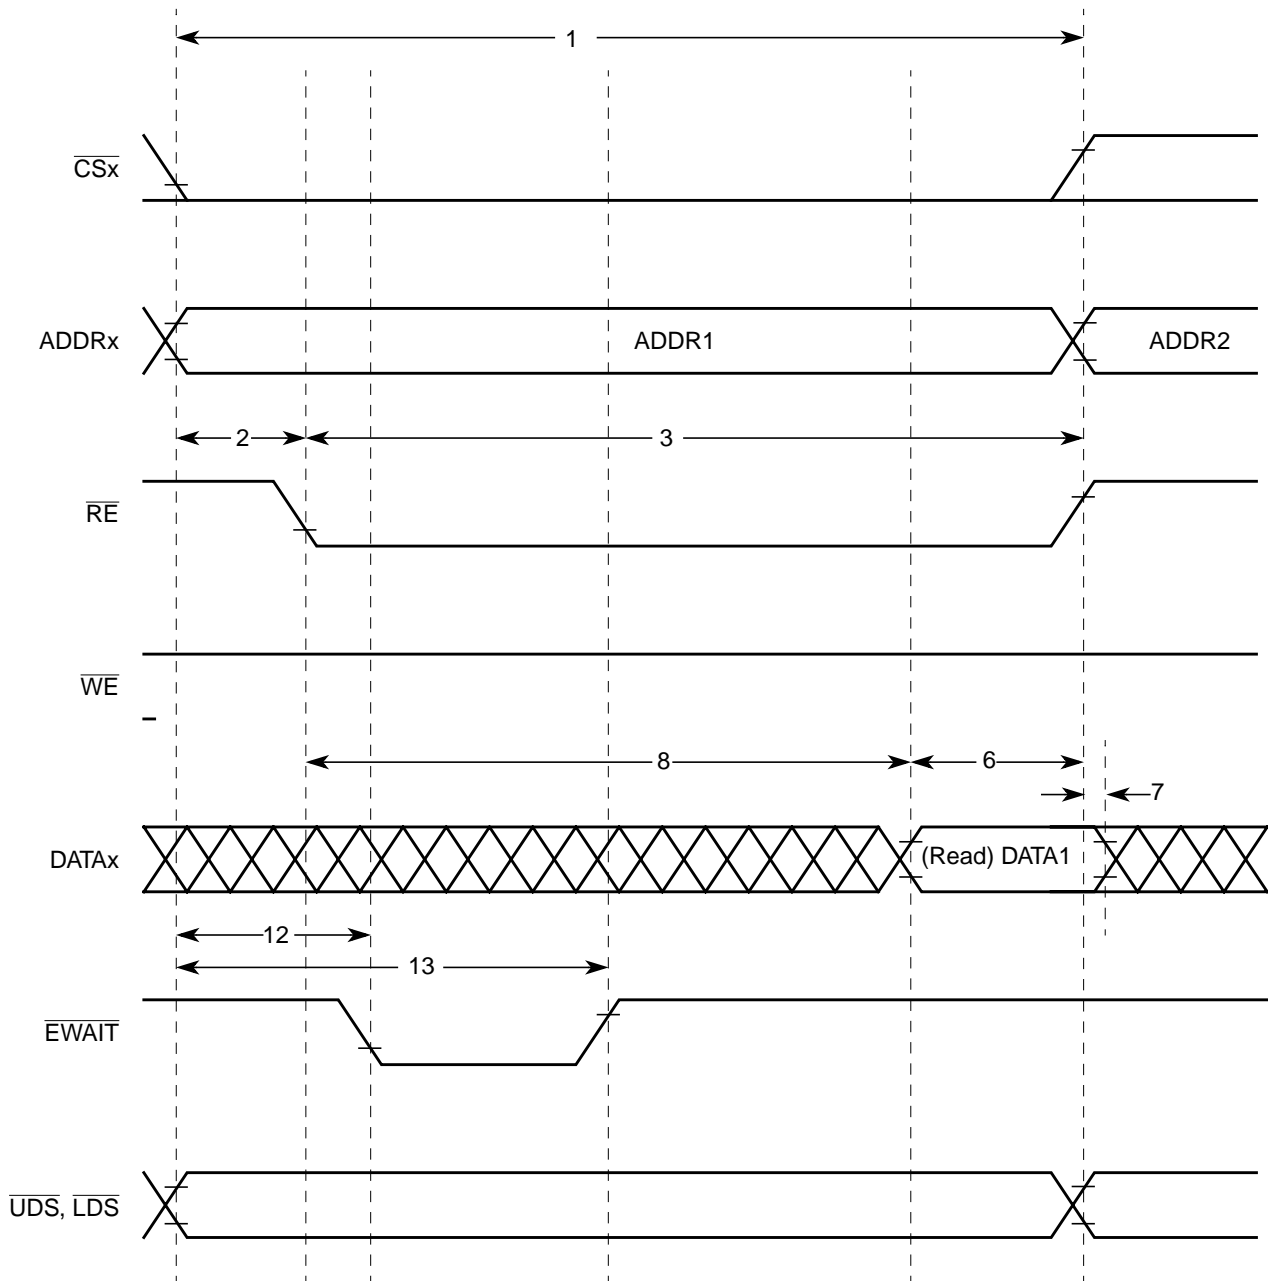 1
CSx
ADDRx
ADDR1
ADDR2
2
3
RE
WE
8
6
7
DATAx
(Read) DATA1
12
13
EWAIT
UDS, LDS